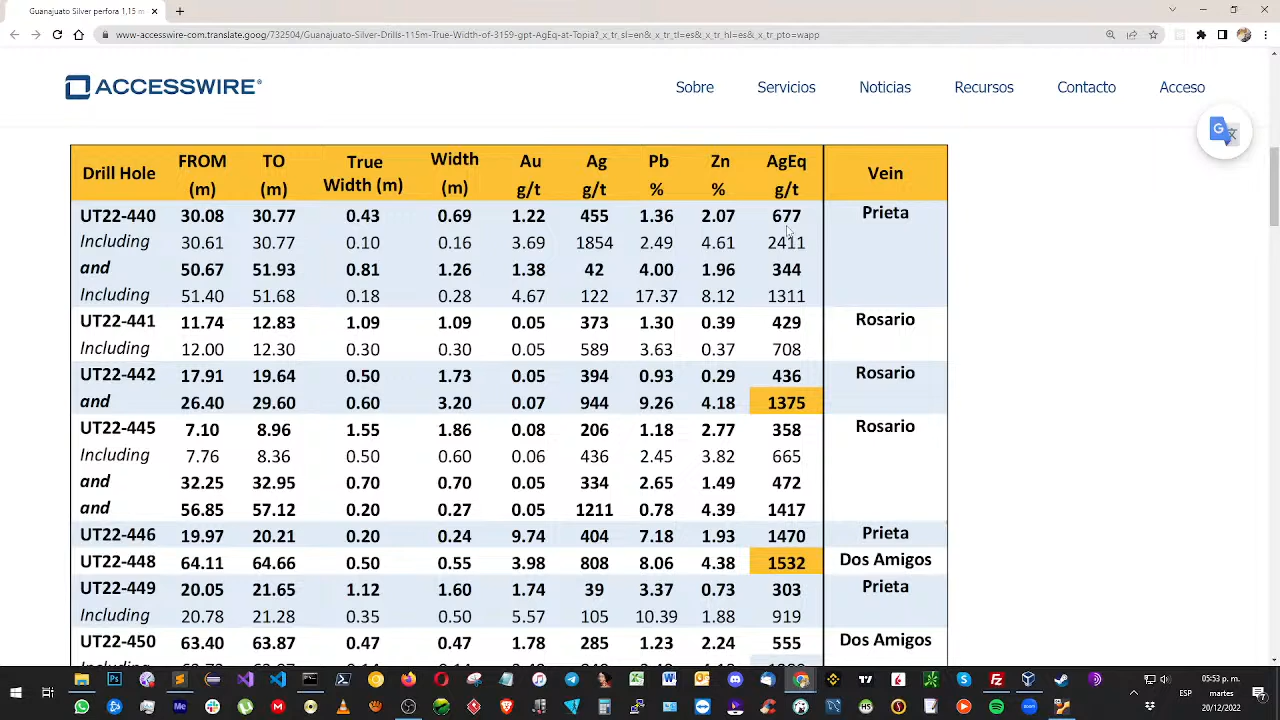 Guanajuato Silver perfora 1,15 m
www-accesswire-com.translate.goog/732504/Guanajuato-Silver-Drills-115m-True-Width-of-3159-gpt-AgEq-at-Topia?_x_tr_sl=en&_x_tr_tl=es&_x_tr_hl=es&_x_tr_pto=wapp
ACCESSWIRE® Sobre Servicios Noticias Recursos Contacto Acceso
Drill Hole FROM (m) TO (m) True Width (m) Width (m) Au g/t Ag g/t Pb % Zn % AgEq g/t Vein
UT22-440 30.08 30.77 0.43 0.69 1.22 455 1.36 2.07 677 Prieta
Including 30.61 30.77 0.10 0.16 3.69 1854 2.49 4.61 2411
and 50.67 51.93 0.81 1.26 1.38 42 4.00 1.96 344
Including 51.40 51.68 0.18 0.28 4.67 122 17.37 8.12 1311
UT22-441 11.74 12.83 1.09 1.09 0.05 373 1.30 0.39 429 Rosario
Including 12.00 12.30 0.30 0.30 0.05 589 3.63 0.37 708
UT22-442 17.91 19.64 0.50 1.73 0.05 394 0.93 0.29 436 Rosario
and 26.40 29.60 0.60 3.20 0.07 944 9.26 4.18 1375
UT22-445 7.10 8.96 1.55 1.86 0.08 206 1.18 2.77 358 Rosario
Including 7.76 8.36 0.50 0.60 0.06 436 2.45 3.82 665
and 32.25 32.95 0.70 0.70 0.05 334 2.65 1.49 472
and 56.85 57.12 0.20 0.27 0.05 1211 0.78 4.39 1417
UT22-446 19.97 20.21 0.50 0.24 9.74 404 7.18 1.93 1470 Prieta
UT22-448 64.11 64.66 0.50 0.55 3.98 808 8.06 4.38 1532 Dos Amigos
UT22-449 20.05 21.65 1.12 1.60 1.74 39 3.37 0.73 303 Prieta
Including 20.78 21.28 0.35 0.50 5.57 105 10.39 1.88 919
UT22-450 63.40 63.87 0.47 0.47 1.78 285 1.23 2.24 555 Dos Amigos
05:53 p.m.
ESP martes
20/12/2022